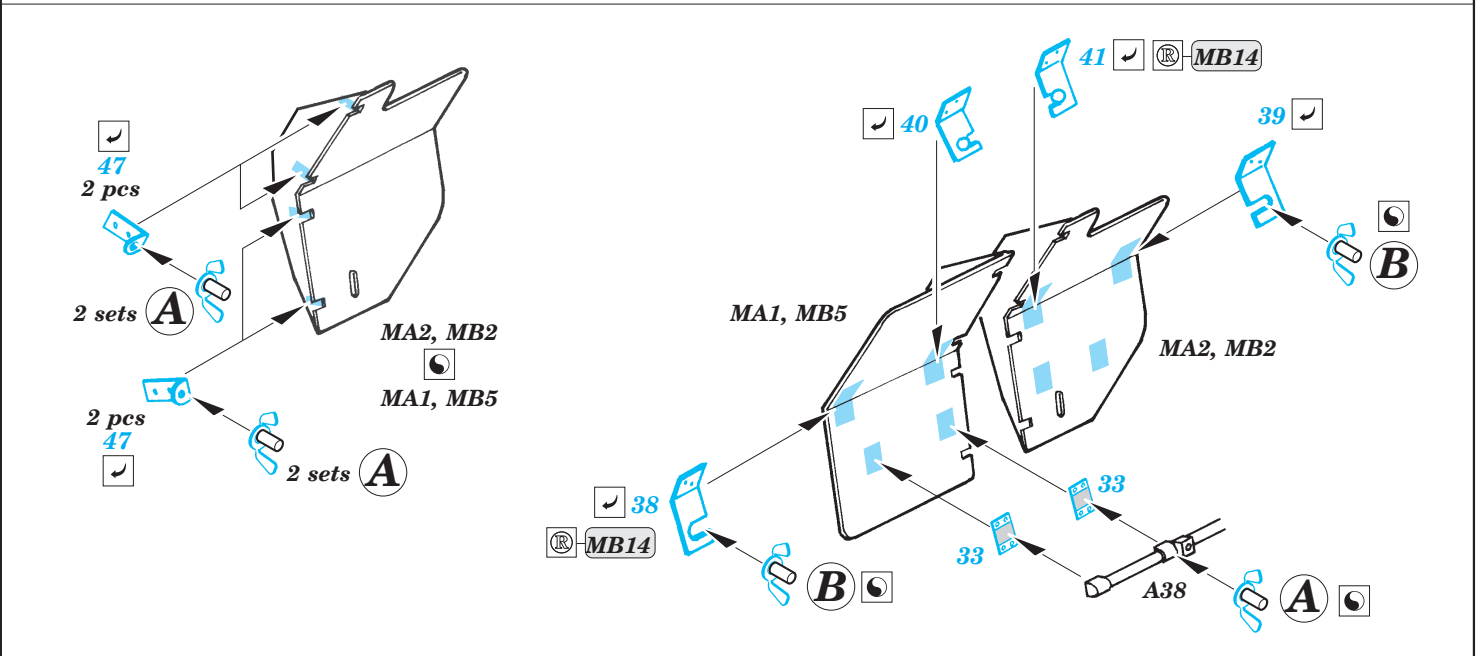 47
2 pcs
2 sets A
MA2, MB2
MA1, MB5
2 pcs
47
2 sets A
41 ® MB14
40
39
B
MA1, MB5
MA2, MB2
38
® MB14
B
33
33
A38
A